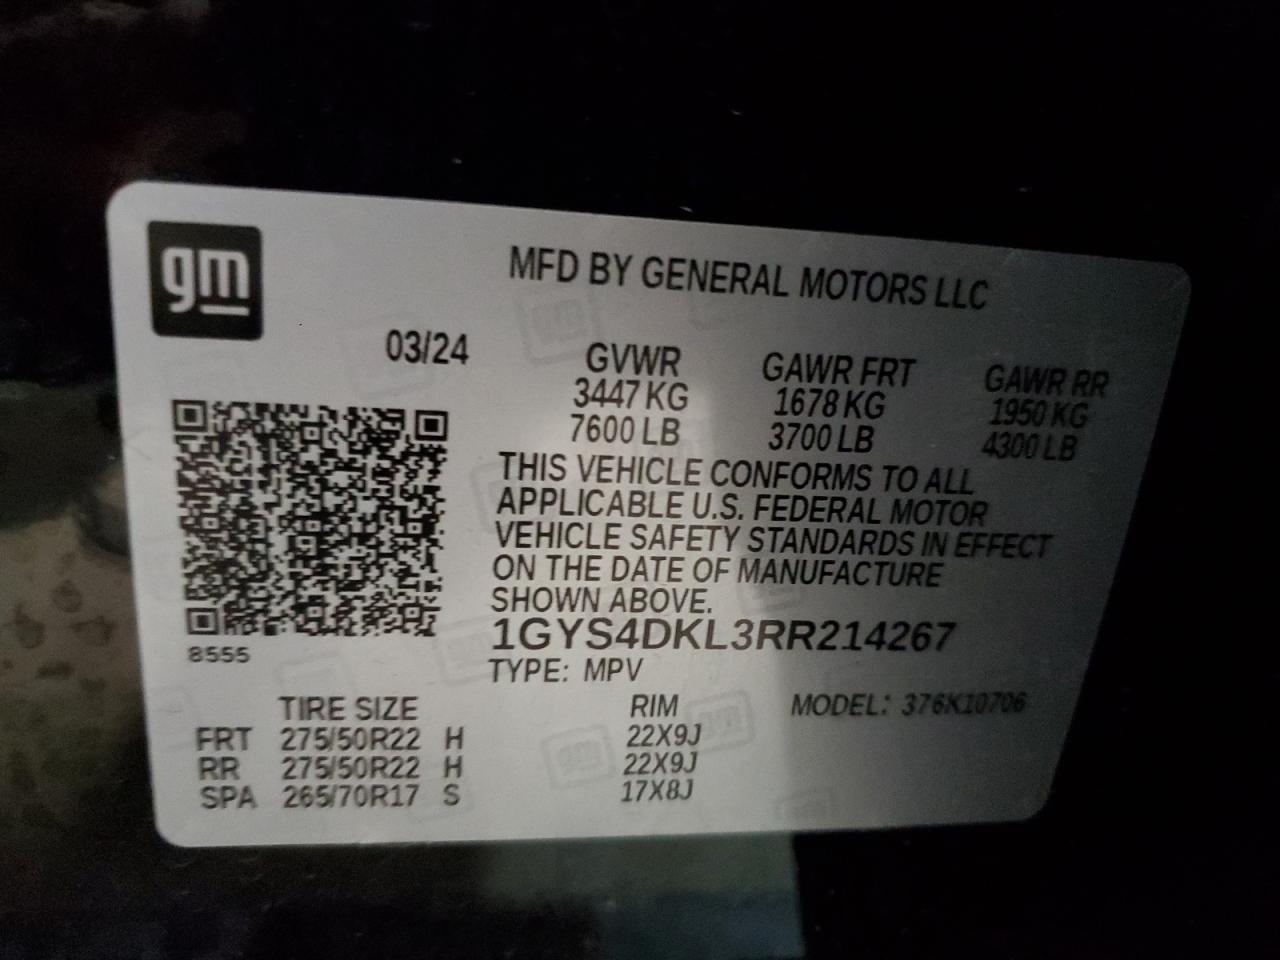 gm
MFD BY GENERAL MOTORS LLC
03/24
GVWR GAWR FRT GAWR RR
3447 KG 1678 KG 1950 KG
7600 LB 3700 LB 4300 LB
THIS VEHICLE CONFORMS TO ALL
APPLICABLE U.S. FEDERAL MOTOR
VEHICLE SAFETY STANDARDS IN EFFECT
ON THE DATE OF MANUFACTURE
SHOWN ABOVE.
1GYS4DKL3RR214267
8555
TYPE: MPV
TIRE SIZE RIM MODEL: 376K10706
FRT 275/50R22 H 22X9J
RR 275/50R22 H 22X9J
SPA 265/70R17 S 17X8J